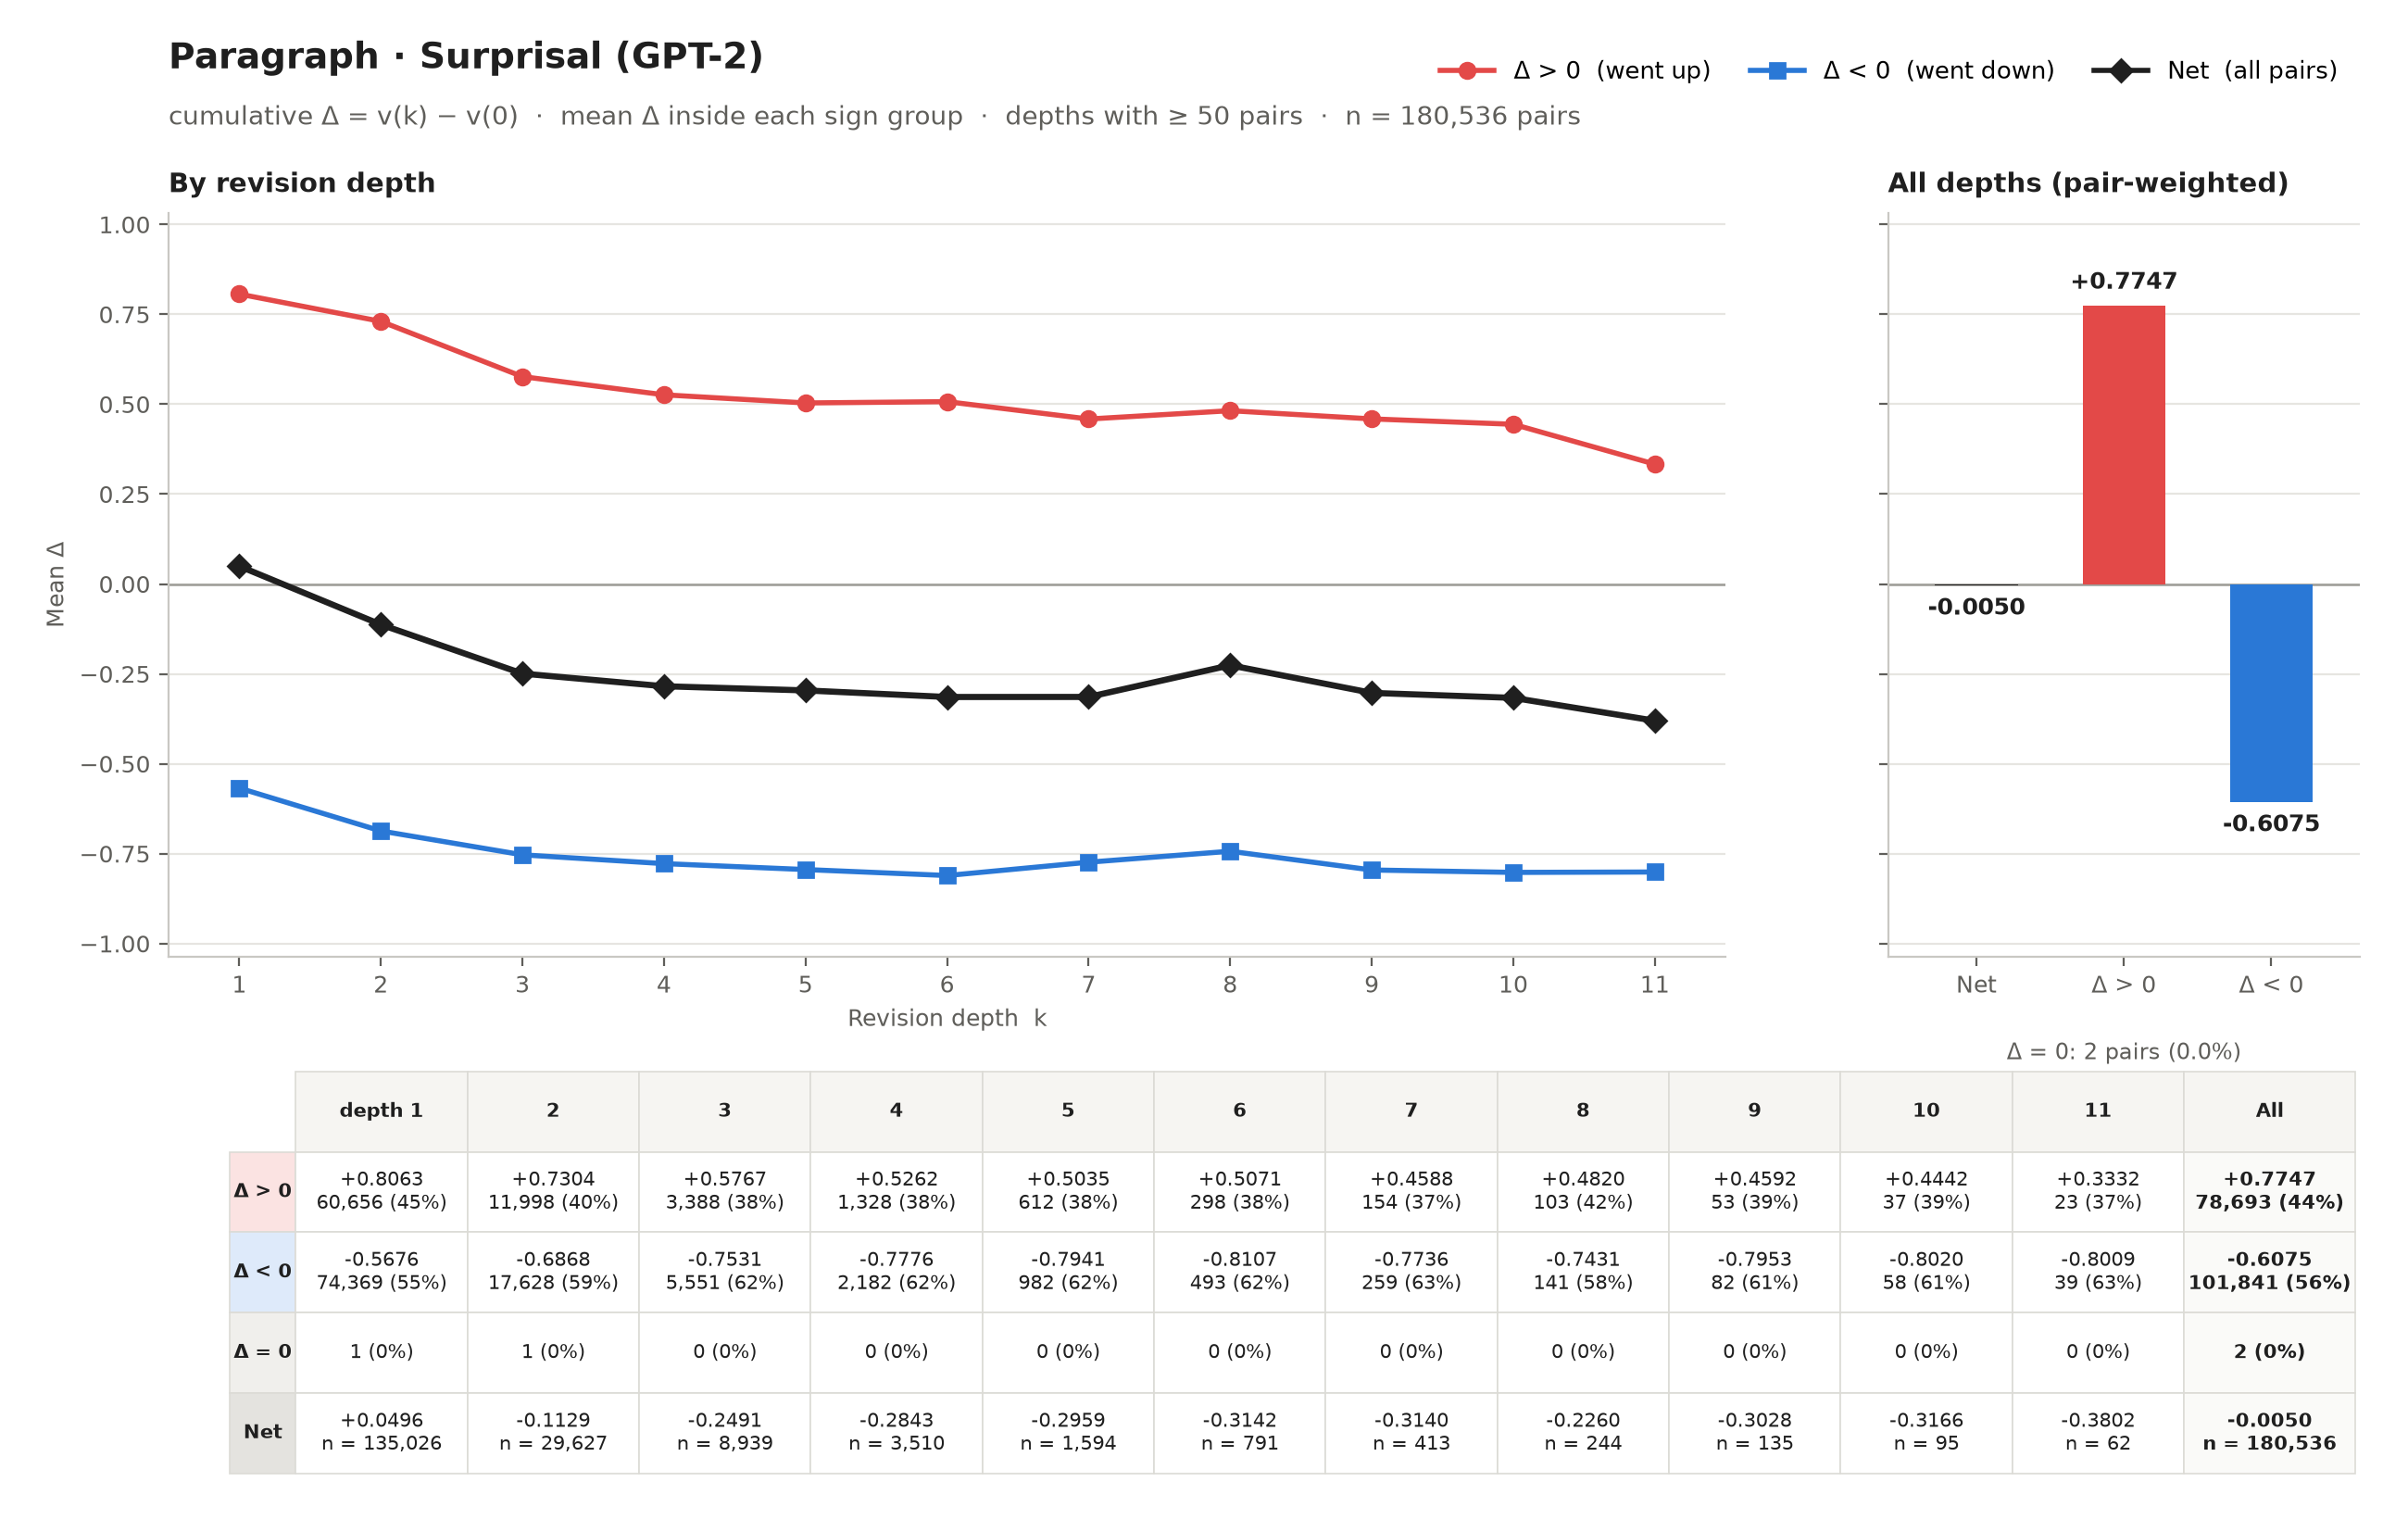 Paragraph · Surprisal (GPT-2)
Δ > 0  (went up)
Δ < 0  (went down)
Net  (all pairs)
cumulative Δ = v(k) − v(0)  ·  mean Δ inside each sign group  ·  depths with ≥ 50 pairs  ·  n = 180,536 pairs
By revision depth
1.00
0.75
0.50
0.25
0.00
−0.25
−0.50
−0.75
−1.00
Mean Δ
1 2 3 4 5 6 7 8 9 10 11
Revision depth  k
All depths (pair-weighted)
+0.7747
-0.0050
-0.6075
Net Δ > 0 Δ < 0
Δ = 0: 2 pairs (0.0%)
depth 1 2 3 4 5 6 7 8 9 10 11 All
Δ > 0
+0.8063 +0.7304 +0.5767 +0.5262 +0.5035 +0.5071 +0.4588 +0.4820 +0.4592 +0.4442 +0.3332 +0.7747
60,656 (45%) 11,998 (40%) 3,388 (38%) 1,328 (38%) 612 (38%) 298 (38%) 154 (37%) 103 (42%) 53 (39%) 37 (39%) 23 (37%) 78,693 (44%)
Δ < 0
-0.5676 -0.6868 -0.7531 -0.7776 -0.7941 -0.8107 -0.7736 -0.7431 -0.7953 -0.8020 -0.8009 -0.6075
74,369 (55%) 17,628 (59%) 5,551 (62%) 2,182 (62%) 982 (62%) 493 (62%) 259 (63%) 141 (58%) 82 (61%) 58 (61%) 39 (63%) 101,841 (56%)
Δ = 0 1 (0%) 1 (0%) 0 (0%) 0 (0%) 0 (0%) 0 (0%) 0 (0%) 0 (0%) 0 (0%) 0 (0%) 0 (0%) 2 (0%)
Net
+0.0496 -0.1129 -0.2491 -0.2843 -0.2959 -0.3142 -0.3140 -0.2260 -0.3028 -0.3166 -0.3802 -0.0050
n = 135,026 n = 29,627 n = 8,939 n = 3,510 n = 1,594 n = 791 n = 413 n = 244 n = 135 n = 95 n = 62 n = 180,536